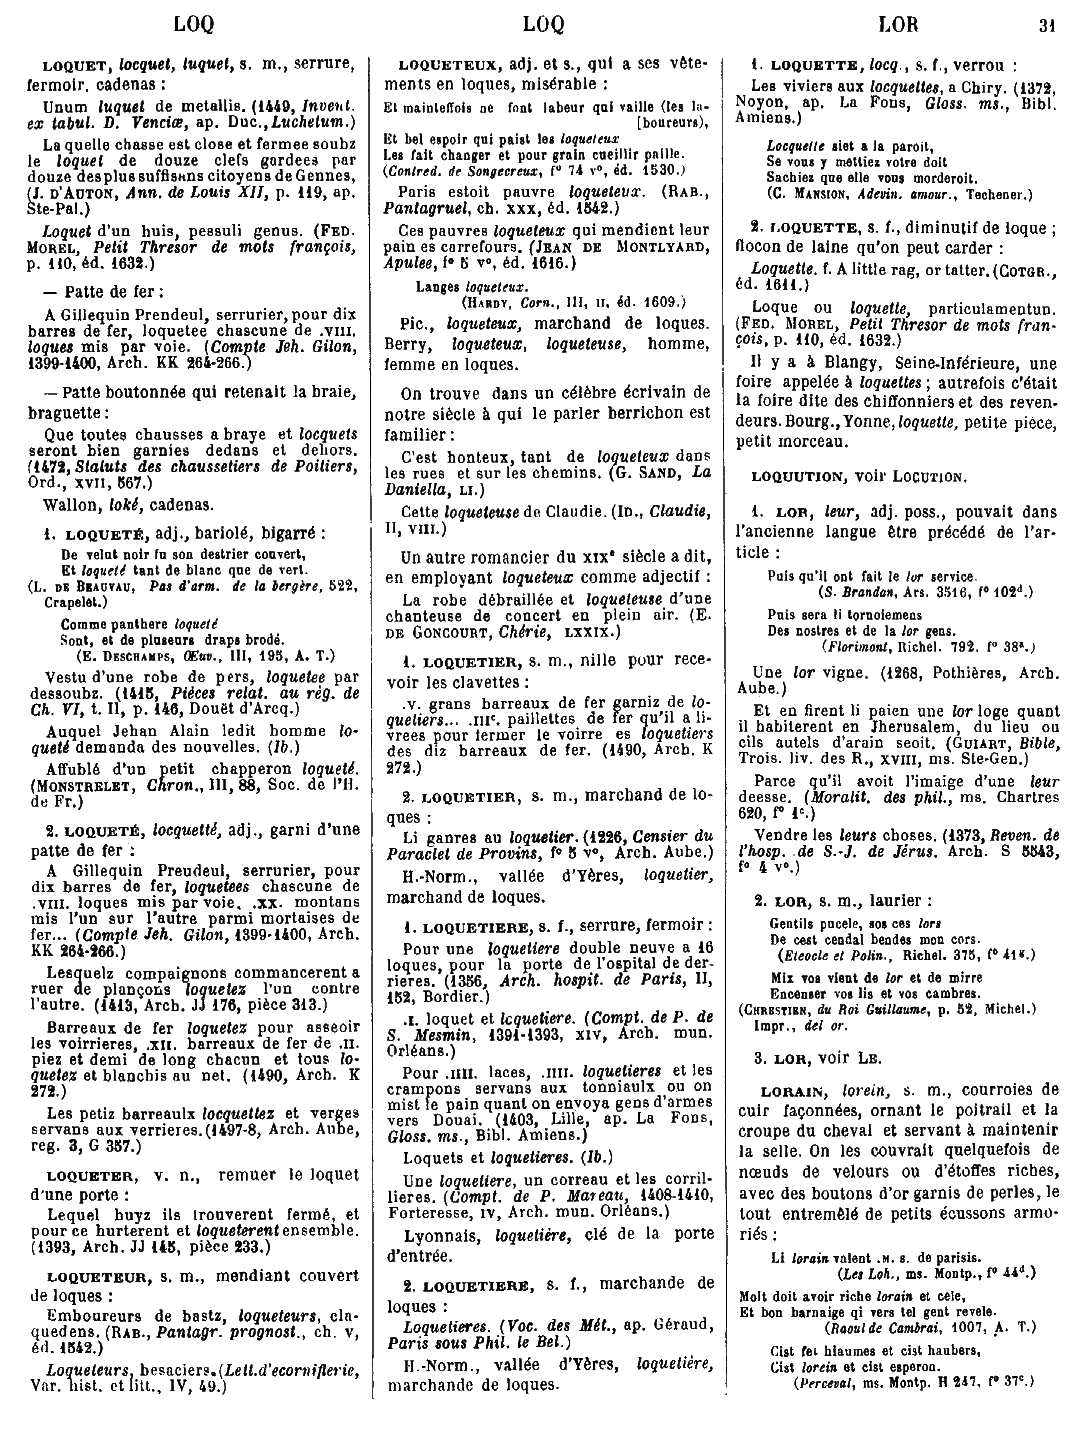 LOQ LOQ LOR 31
LOQUET, locquet, luquet, s. m., serrure,
fermoir, cadenas :
Unum luquet de metallis. (1449, Invent.
ex tabul. D. Venciæ, ap. Duc., Luchetum.)
La quelle chasse est close et fermee soubz
le loquet de douze clefs gardees par
douze des plus suffisans citoyens de Gennes,
(J. D'AUTON, Ann. de Louis XII, p. 119, ap.
Ste-Pal.)
Loquet d'un huis, pessuli genus. (FED.
MOREL, Petit Thresor de mots françois,
p. 110, éd. 1632.)
— Patte de fer :
A Gillequin Prendeul, serrurier, pour dix
barres de fer, loquetee chascune de .VIII.
loques mis par voie. (Compte Jeh. Gilon,
1399-1400, Arch. KK 264-266.)
— Patte boutonnée qui retenait la braie,
braguette :
Que toutes chausses a braye et locquets
seront bien garnies dedans et dehors.
(1472, Statuts des chaussetiers de Poitiers,
Ord., XVII, 567.)
Wallon, loké, cadenas.
1. LOQUETÉ, adj., bariolé, bigarré :
De velut noir fu son destrier couvert,
Et loqueté tant de blanc que de vert.
(L. DE BEAUVAU, Pas d'arm. de la bergère, 522,
Crapelet.)
Comme panthere loqueté
Sont, et de pluseurs draps brodé.
(E. DESCHAMPS, Œuv., III, 195, A. T.)
Vestu d'une robe de pers, loquetee par
dessoubz. (1415, Pièces relat. au règ. de
Ch. VI, t. II, p. 146, Douët d'Arcq.)
Auquel Jehan Alain ledit homme lo-
queté demanda des nouvelles. (Ib.)
Affublé d'un petit chapperon loqueté.
(MONSTRELET, Chron., III, 88, Soc. de l'H.
de Fr.)
2. LOQUETÉ, locquetté, adj., garni d'une
patte de fer :
A Gillequin Preudeul, serrurier, pour
dix barres de fer, loquetees chascune de
.VIII. loques mis par voie, .XX. montans
mis l'un sur l'autre parmi mortaises de
fer... (Compte Jeh. Gilon, 1399-1400, Arch.
KK 264-266.)
Lesquelz compaignons commancerent a
ruer de plançons loquetez l'un contre
l'autre. (1413, Arch. JJ 176, pièce 313.)
Barreaux de fer loquetez pour asseoir
les voirrieres, .XII. barreaux de fer de .II.
piez et demi de long chacun et tous lo-
quetez et blanchis au net. (1490, Arch. K
272.)
Les petiz barreaulx locquettez et verges
servans aux verrieres. (1497-8, Arch. Aube,
reg. 3, G 357.)
LOQUETER, v. n., remuer le loquet
d'une porte :
Lequel huyz ils trouverent fermé, et
pour ce hurterent et loqueterent ensemble.
(1393, Arch. JJ 145, pièce 233.)
LOQUETEUR, s. m., mendiant couvert
de loques :
Emboureurs de bastz, loqueteurs, cla-
quedens. (RAB., Pantagr. prognost., ch. V,
éd. 1542.)
Loqueteurs, besaciers. (Lett. d'ecorniflerie,
Var. hist. et litt., IV, 49.)
LOQUETEUX, adj. et s., qui a ses vête-
ments en loques, misérable :
Et mainteffois ne font labeur qui vaille (les la-
[boureurs),
Et bel espoir qui paist les loqueteux
Les fait changer et pour grain cueillir paille.
(Contred. de Songecreux, f° 74 v°, éd. 1530.)
Paris estoit pauvre loqueteux. (RAB.,
Pantagruel, ch. XXX, éd. 1542.)
Ces pauvres loqueteux qui mendient leur
pain es carrefours. (JEAN DE MONTLYARD,
Apulee, f° 5 v°, éd. 1616.)
Langes loqueteux.
(HARDY, Corn., III, II, éd. 1609.)
Pic., loqueteux, marchand de loques.
Berry, loqueteux, loqueteuse, homme,
femme en loques.
On trouve dans un célèbre écrivain de
notre siècle à qui le parler berrichon est
familier :
C'est honteux, tant de loqueteux dans
les rues et sur les chemins. (G. SAND, La
Daniella, LI.)
Cette loqueteuse de Claudie. (ID., Claudie,
II, VIII.)
Un autre romancier du XIXe siècle a dit,
en employant loqueteux comme adjectif :
La robe débraillée et loqueteuse d'une
chanteuse de concert en plein air. (E.
DE GONCOURT, Chérie, LXXIX.)
1. LOQUETIER, s. m., nille pour rece-
voir les clavettes :
.V. grans barreaux de fer garniz de lo-
quetiers... .IIIc. paillettes de fer qu'il a li-
vrees pour fermer le voirre es loquetiers
des diz barreaux de fer. (1490, Arch. K
272.)
2. LOQUETIER, s. m., marchand de lo-
ques :
Li ganres au loquetier. (1226, Censier du
Paraclet de Provins, f° 5 v°, Arch. Aube.)
H.-Norm., vallée d'Yères, loquetier,
marchand de loques.
1. LOQUETIERE, s. f., serrure, fermoir :
Pour une loquetiere double neuve a 16
loques, pour la porte de l'ospital de der-
rieres. (1356, Arch. hospit. de Paris, II,
152, Bordier.)
.I. loquet et lcquetiere. (Compt. de P. de
S. Mesmin, 1391-1393, XIV, Arch. mun.
Orléans.)
Pour .IIII. laces, .IIII. loquetieres et les
crampons servans aux tonniaulx ou on
mist le pain quant on envoya gens d'armes
vers Douai. (1403, Lille, ap. La Fons,
Gloss. ms., Bibl. Amiens.)
Loquets et loquetieres. (Ib.)
Une loquetiere, un correau et les corril-
lieres. (Compt. de P. Mareau, 1408-1410,
Forteresse, IV, Arch. mun. Orléans.)
Lyonnais, loquetière, clé de la porte
d'entrée.
2. LOQUETIERE, s. f., marchande de
loques :
Loquetieres. (Voc. des Mét., ap. Géraud,
Paris sous Phil. le Bel.)
H.-Norm., vallée d'Yères, loquetière,
marchande de loques.
1. LOQUETTE, locq., s. f., verrou :
Les viviers aux locquettes, a Chiry. (1372,
Noyon, ap. La Fons, Gloss. ms., Bibl.
Amiens.)
Locquette siet a la paroit,
Se vous y mettiez votre doit
Sachiez que elle vous morderoit.
(C. MANSION, Adevin. amour., Techener.)
2. LOQUETTE, s. f., diminutif de loque ;
flocon de laine qu'on peut carder :
Loquette. f. A little rag, or tatter. (COTGR.,
éd. 1611.)
Loque ou loquette, particulamentun.
(FED. MOREL, Petit Thresor de mots fran-
çois, p. 110, éd. 1632.)
Il y a à Blangy, Seine-Inférieure, une
foire appelée à loquettes ; autrefois c'était
la foire dite des chiffonniers et des reven-
deurs. Bourg., Yonne, loquette, petite pièce,
petit morceau.
LOQUUTION, voir LOCUTION.
1. LOR, leur, adj. poss., pouvait dans
l'ancienne langue être précédé de l'ar-
ticle :
Puis qu'il ont fait le lor service.
(S. Brandan, Ars. 3516, f° 102d.)
Puis sera li tornoiemens
Des nostres et de la lor gens.
(Florimont, Richel. 792. f° 38a.)
Une lor vigne. (1268, Pothières, Arch.
Aube.)
Et en firent li paien une lor loge quant
il habiterent en Jherusalem, du lieu ou
cils autels d'arain seoit. (GUIART, Bible,
Trois. liv. des R., XVIII, ms. Ste-Gen.)
Parce qu'il avoit l'imaige d'une leur
deesse. (Moralit. des phil., ms. Chartres
620, f° 1c.)
Vendre les leurs choses. (1373, Reven. de
l'hosp. de S.-J. de Jérus. Arch. S 5543,
f° 4 v°.)
2. LOR, s. m., laurier :
Gentils pucele, sos ces lors
De cest cendal bendes mon cors.
(Eteocle et Polin., Richel. 375, f° 41a.)
Mix vos vient de lor et de mirre
Encenser vos lis et vos cambres.
(CHRESTIEN, du Roi Guillaume, p. 52, Michel.)
Impr., del or.
3. LOR, voir LE.
LORAIN, lorein, s. m., courroies de
cuir façonnées, ornant le poitrail et la
croupe du cheval et servant à maintenir
la selle. On les couvrait quelquefois de
nœuds de velours ou d'étoffes riches,
avec des boutons d'or garnis de perles, le
tout entremêlé de petits écussons armo-
riés :
Li lorain valent .M. s. de parisis.
(Les Loh., ms. Montp., f° 44d.)
Molt doit avoir riche lorain et cele,
Et bon barnaige qi vers tel gent revele.
(Raoul de Cambrai, 1007, A. T.)
Cist fet hiaumes et cist haubers,
Cist lorein et cist esperon.
(Perceval, ms. Montp. H 247, f° 37c.)